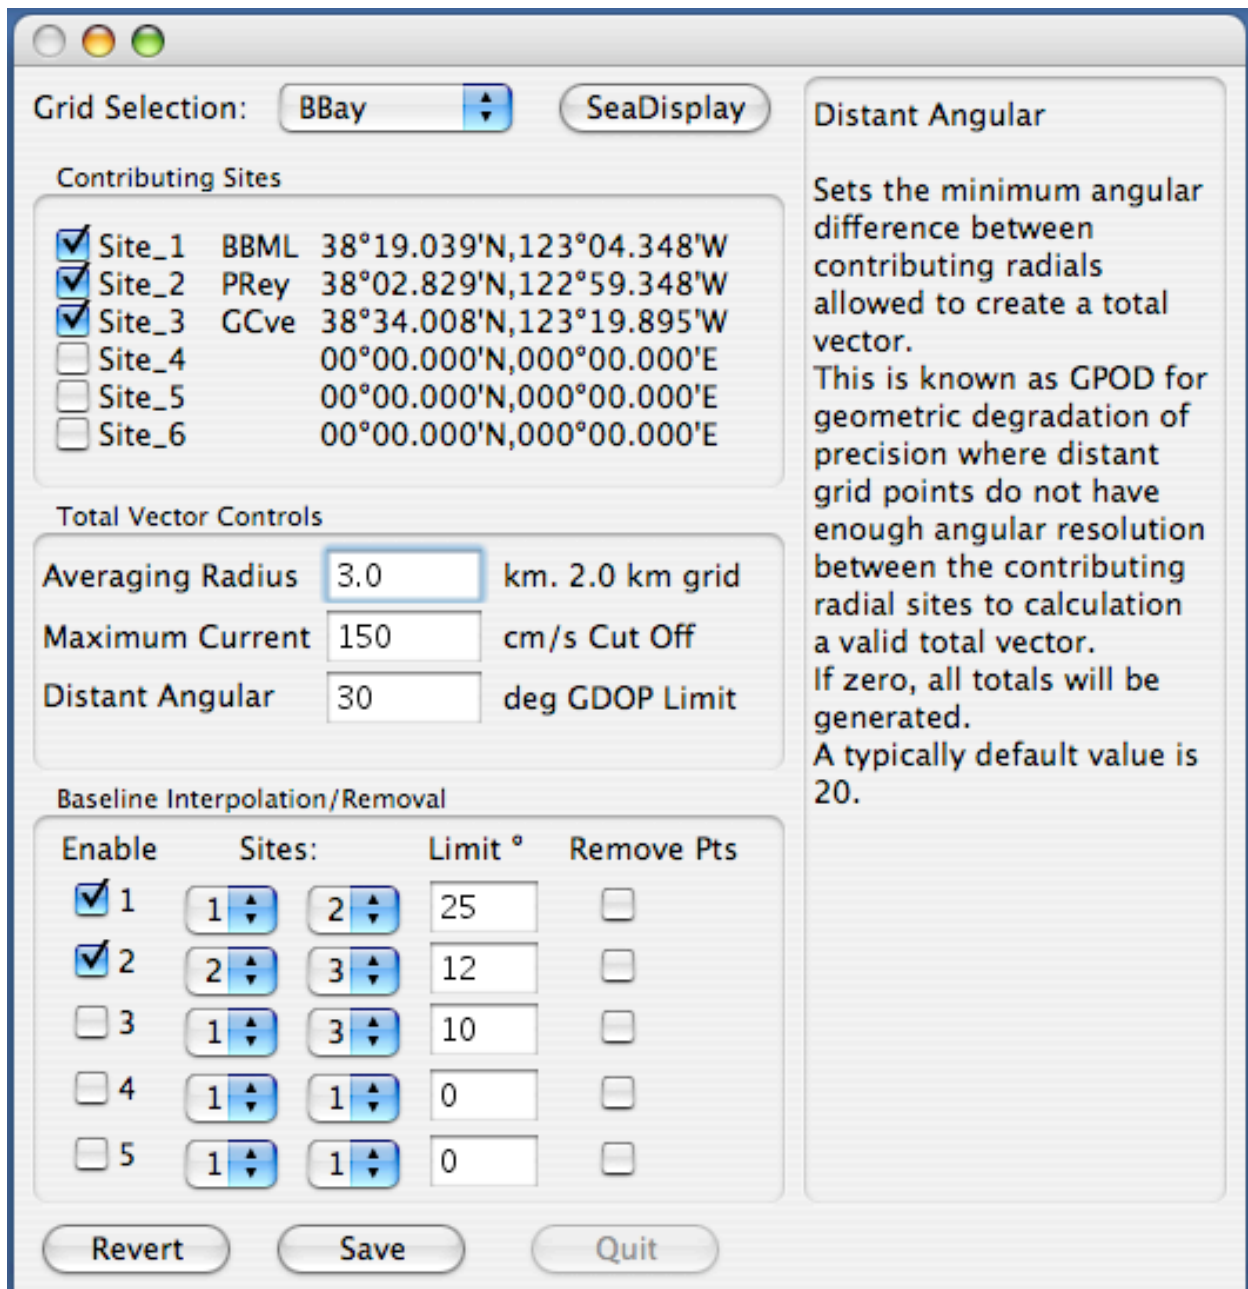 Grid Selection: BBay SeaDisplay
Contributing Sites
Site_1 BBML 38°19.039'N,123°04.348'W
Site_2 PRey 38°02.829'N,122°59.348'W
Site_3 GCve 38°34.008'N,123°19.895'W
Site_4 00°00.000'N,000°00.000'E
Site_5 00°00.000'N,000°00.000'E
Site_6 00°00.000'N,000°00.000'E
Total Vector Controls
Averaging Radius 3.0 km. 2.0 km grid
Maximum Current 150 cm/s Cut Off
Distant Angular 30 deg GDOP Limit
Baseline Interpolation/Removal
Enable Sites: Limit ° Remove Pts
1 1 2 25
2 2 3 12
3 1 3 10
4 1 1 0
5 1 1 0
Revert Save Quit
Distant Angular
Sets the minimum angular
difference between
contributing radials
allowed to create a total
vector.
This is known as GPOD for
geometric degradation of
precision where distant
grid points do not have
enough angular resolution
between the contributing
radial sites to calculation
a valid total vector.
If zero, all totals will be
generated.
A typically default value is
20.